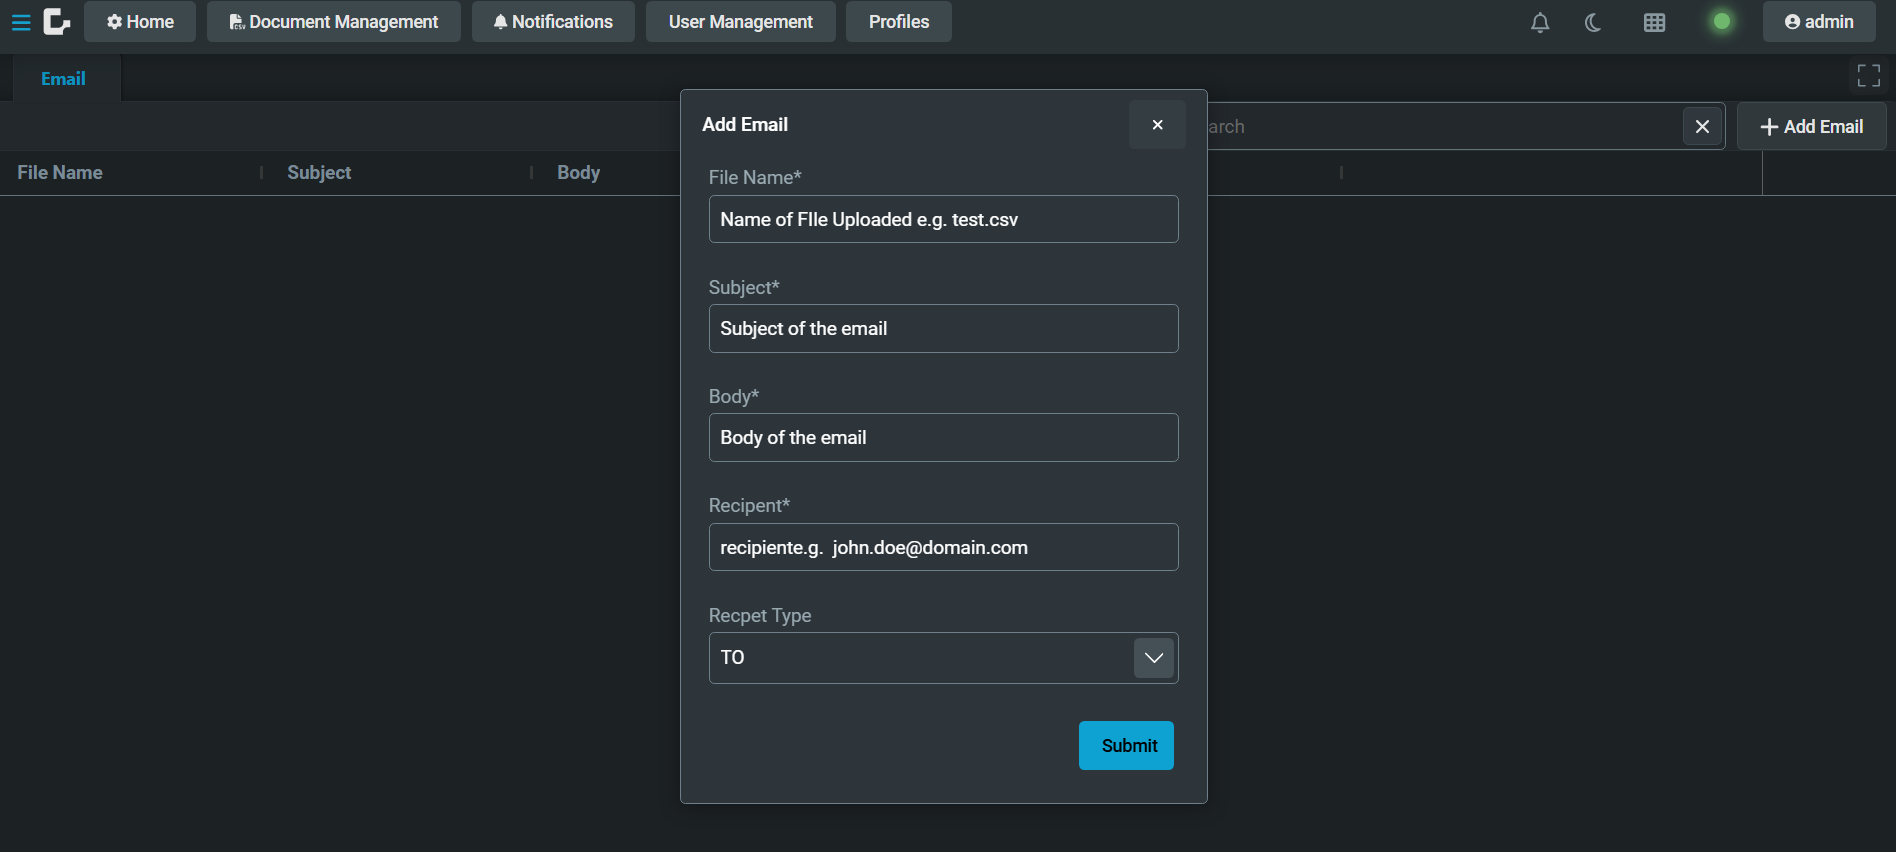 Home
Document Management
Notifications
User Management
Profiles
admin
Email
Add Email
arch
Add Email
File Name
Subject
Body
File Name*
Name of FIle Uploaded e.g. test.csv
Subject*
Subject of the email
Body*
Body of the email
Recipent*
recipiente.g. john.doe@domain.com
Recpet Type
TO
Submit